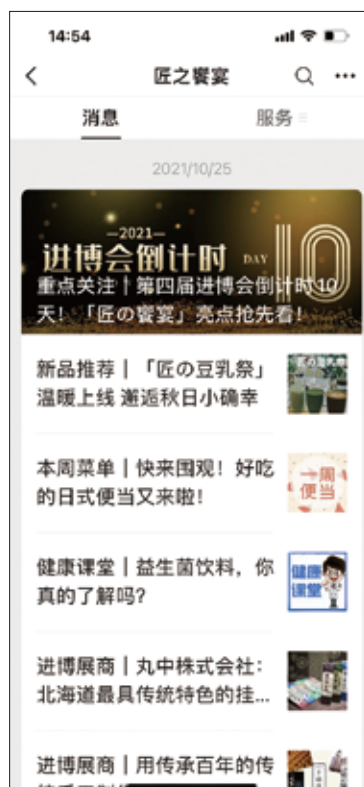 14:54
匠之饗宴
消息
服务
2021/10/25
—2021—
进博会倒计时 DAY 10
重点关注 | 第四届进博会倒计时10
天！「匠の饗宴」亮点抢先看！
新品推荐 | 「匠の豆乳祭」
温暖上线 邂逅秋日小确幸
匠の豆乳祭
本周菜单 | 快来围观！好吃
的日式便当又来啦！
一周
便当
健康课堂 | 益生菌饮料，你
真的了解吗？
健康
课堂
进博展商 | 丸中株式会社：
北海道最具传统特色的挂...
进博展商 | 用传承百年的传